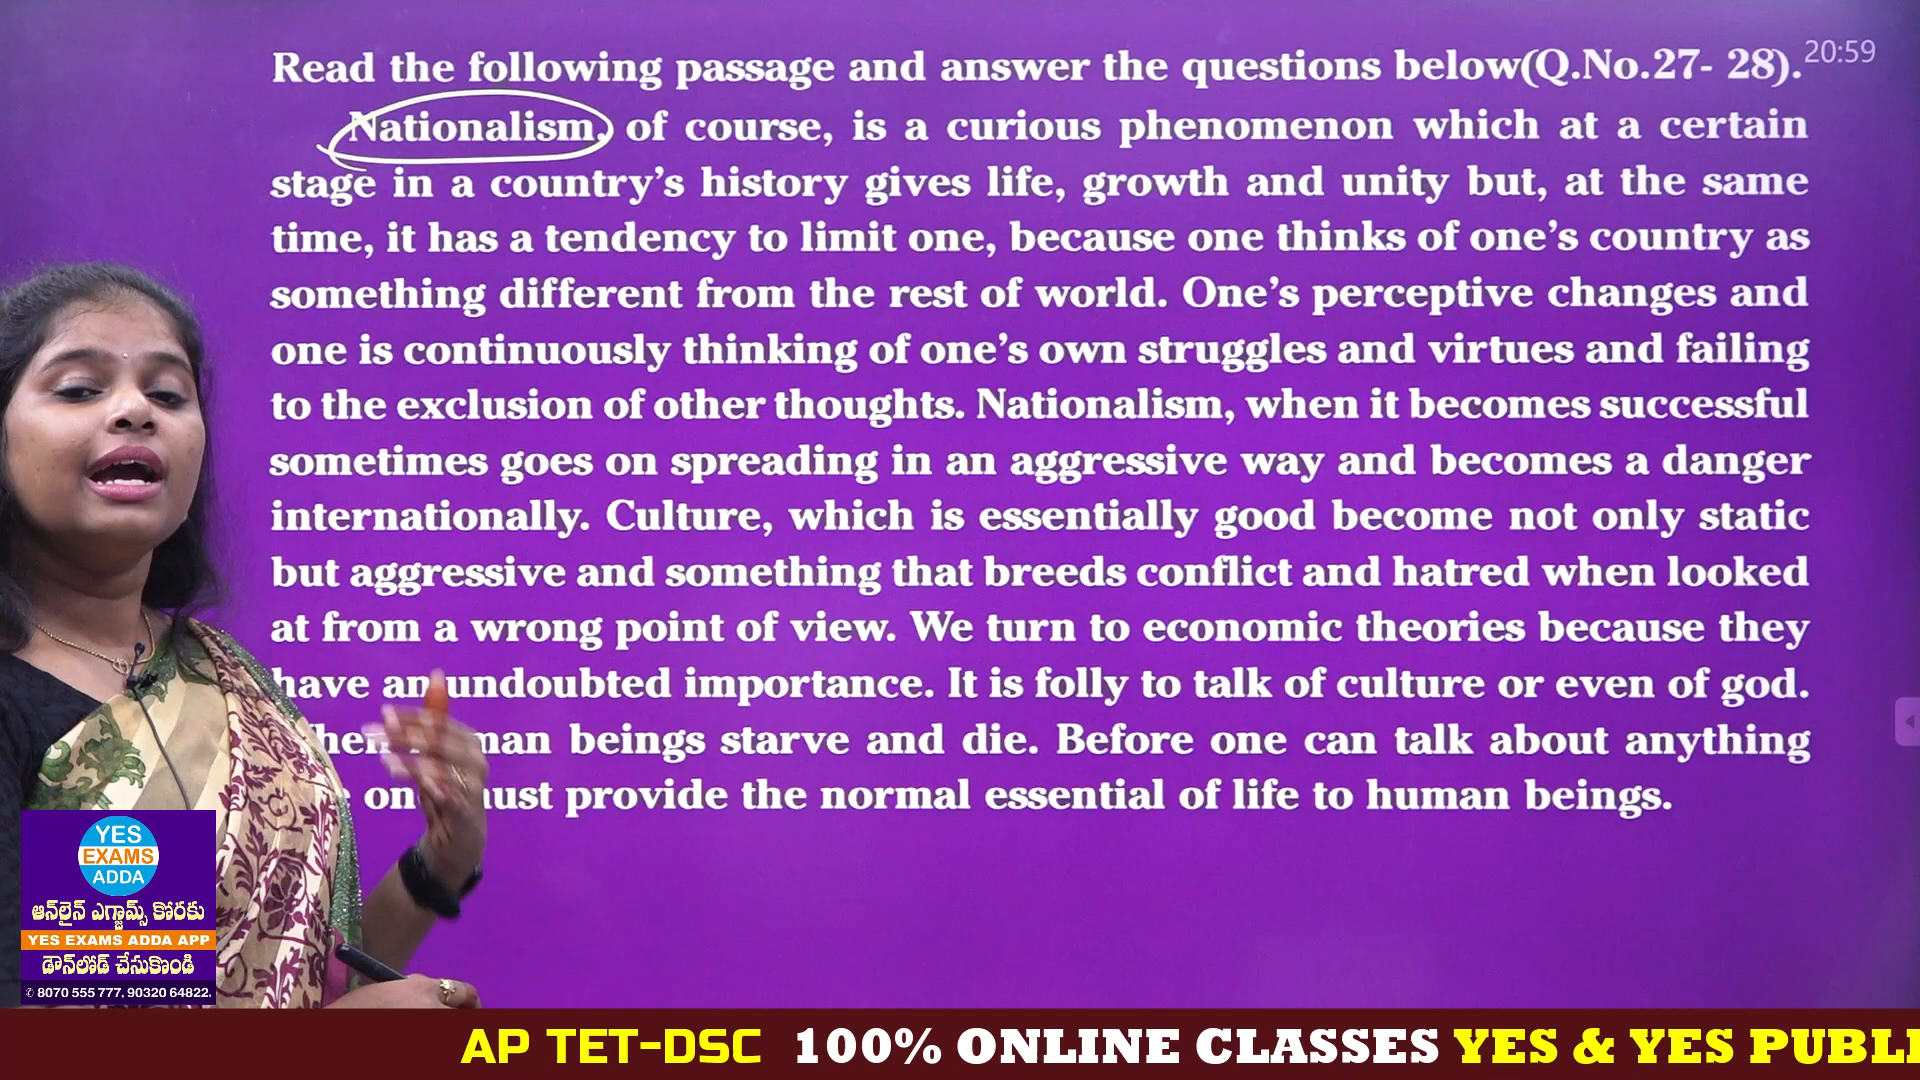 Read the following passage and answer the questions below(Q.No.27- 28).
20:59
Nationalism, of course, is a curious phenomenon which at a certain
stage in a country's history gives life, growth and unity but, at the same
time, it has a tendency to limit one, because one thinks of one's country as
something different from the rest of world. One's perceptive changes and
one is continuously thinking of one's own struggles and virtues and failing
to the exclusion of other thoughts. Nationalism, when it becomes successful
sometimes goes on spreading in an aggressive way and becomes a danger
internationally. Culture, which is essentially good become not only static
but aggressive and something that breeds conflict and hatred when looked
at from a wrong point of view. We turn to economic theories because they
have an undoubted importance. It is folly to talk of culture or even of god.
beings starve and die. Before one can talk about anything
provide the normal essential of life to human beings.
YES
EXAMS
ADDA
ఆన్‌లైన్ ఎగ్జామ్స్ కొరకు
YES EXAMS ADDA APP
డౌన్‌లోడ్ చేసుకొండి
✆ 8070 555 777, 90320 64822.
AP TET-DSC 100% ONLINE CLASSES YES & YES PUBLI